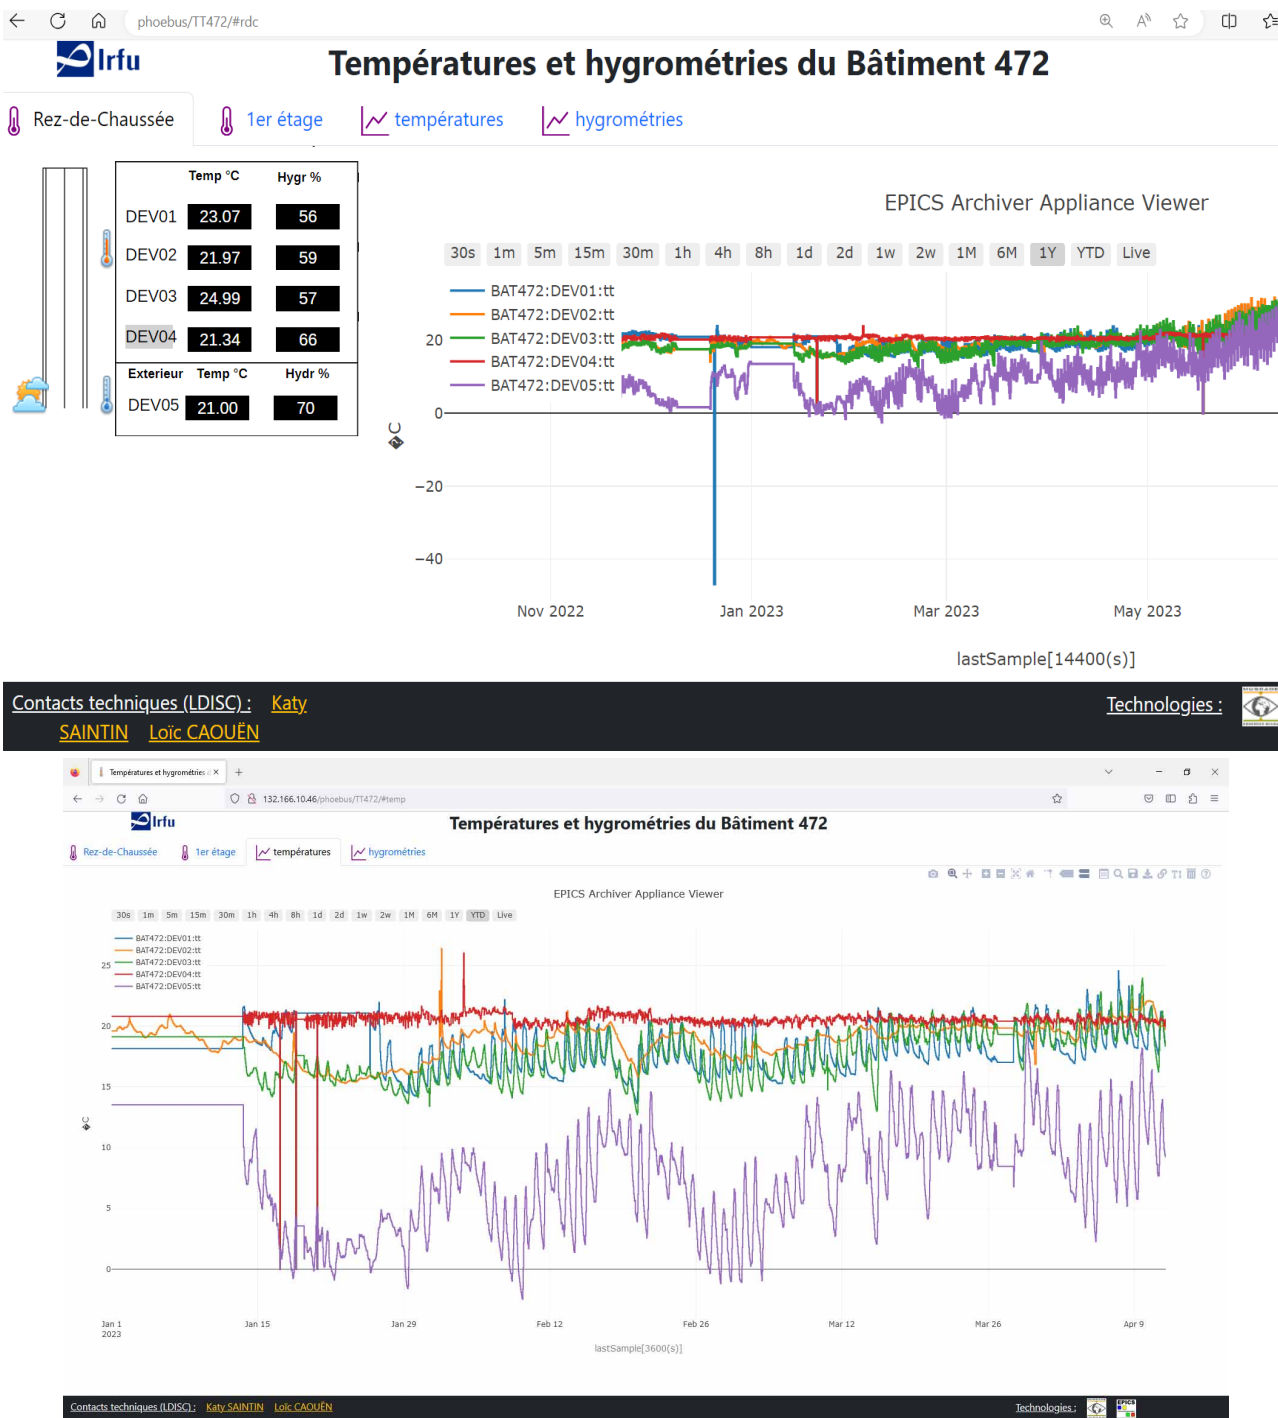 phoebus/TT472/#rdc
Irfu
Températures et hygrométries du Bâtiment 472
Rez-de-Chaussée 1er étage températures hygrométries
Temp °C Hygr %
DEV01 23.07 56
DEV02 21.97 59
DEV03 24.99 57
DEV04 21.34 66
Exterieur Temp °C Hydr %
DEV05 21.00 70
EPICS Archiver Appliance Viewer
30s 1m 5m 15m 30m 1h 4h 8h 1d 2d 1w 2w 1M 6M 1Y YTD Live
BAT472:DEV01:tt
BAT472:DEV02:tt
BAT472:DEV03:tt
BAT472:DEV04:tt
BAT472:DEV05:tt
20
0
−20
−40
�C
Nov 2022 Jan 2023 Mar 2023 May 2023
lastSample[14400(s)]
Contacts techniques (LDISC) : Katy
SAINTIN Loïc CAOUËN
Technologies :
Températures et hygrométries d
132.166.10.46/phoebus/TT472/#temp
Irfu
Températures et hygrométries du Bâtiment 472
Rez-de-Chaussée 1er étage températures hygrométries
EPICS Archiver Appliance Viewer
30s 1m 5m 15m 30m 1h 4h 8h 1d 2d 1w 2w 1M 6M 1Y YTD Live
BAT472:DEV01:tt
BAT472:DEV02:tt
BAT472:DEV03:tt
BAT472:DEV04:tt
BAT472:DEV05:tt
25
20
15
10
5
0
�C
Jan 1 Jan 15 Jan 29 Feb 12 Feb 26 Mar 12 Mar 26 Apr 9
2023
lastSample[3600(s)]
Contacts techniques (LDISC) : Katy SAINTIN Loïc CAOUËN
Technologies :
EPICS